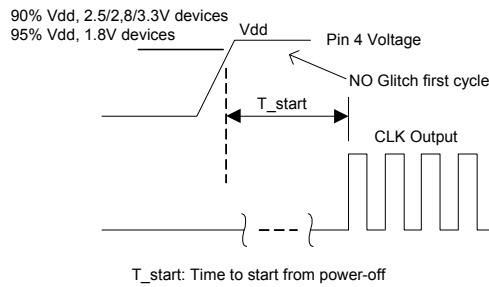 90% Vdd, 2.5/2,8/3.3V devices
95% Vdd, 1.8V devices
Vdd
Pin 4 Voltage
NO Glitch first cycle
T_start
CLK Output
T_start: Time to start from power-off